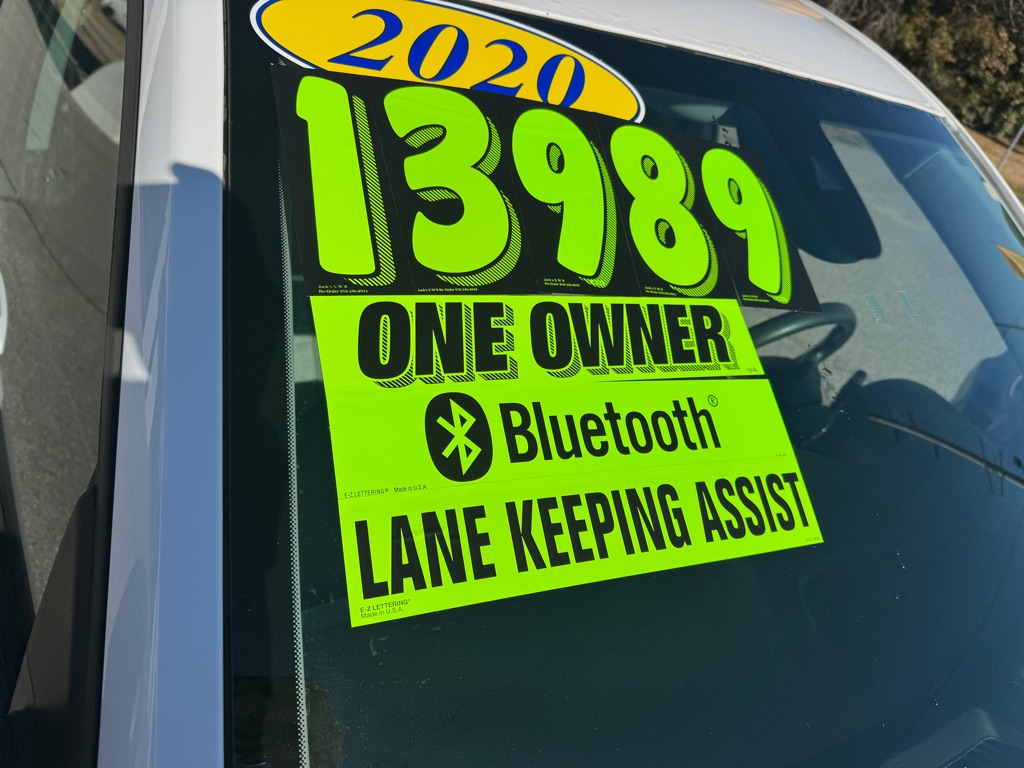 2020
13989
ONE OWNER
Bluetooth®
E-Z LETTERING® Made in U.S.A.
LANE KEEPING ASSIST
E-Z LETTERING®
Made in U.S.A.